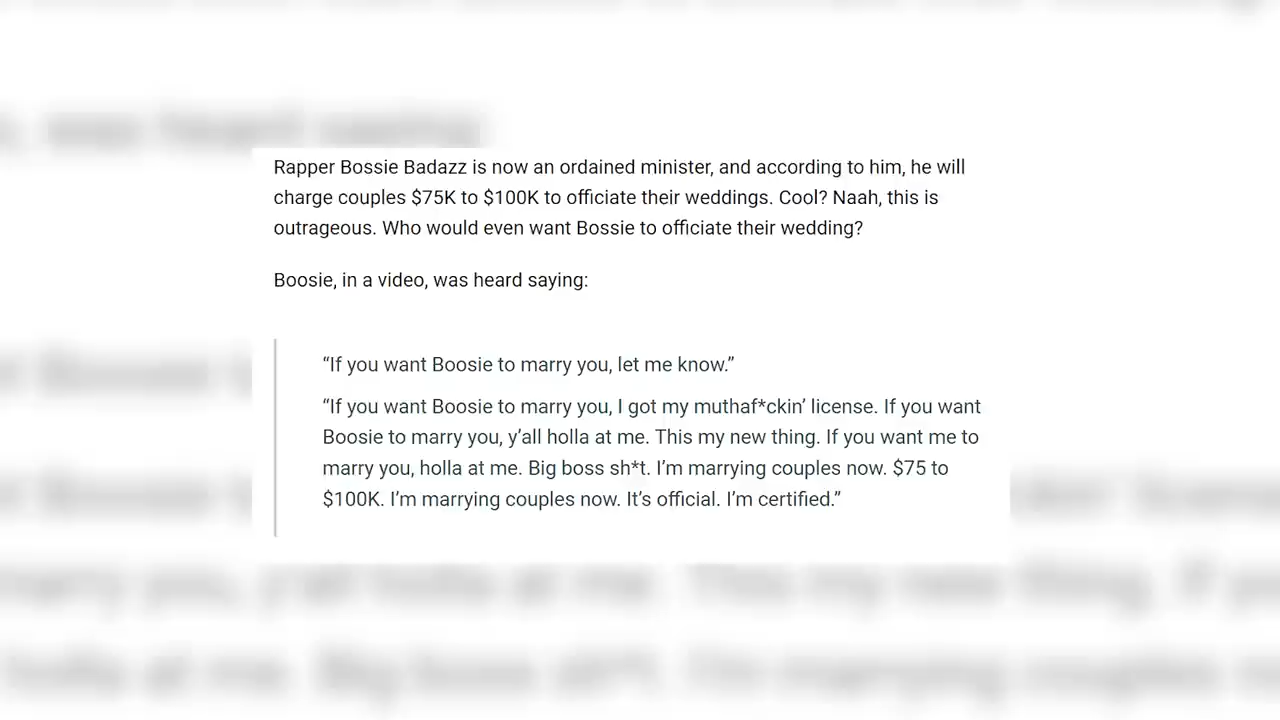 Rapper Bossie Badazz is now an ordained minister, and according to him, he will
charge couples $75K to $100K to officiate their weddings. Cool? Naah, this is
outrageous. Who would even want Bossie to officiate their wedding?
Boosie, in a video, was heard saying:
“If you want Boosie to marry you, let me know.”
“If you want Boosie to marry you, I got my muthaf*ckin’ license. If you want
Boosie to marry you, y’all holla at me. This my new thing. If you want me to
marry you, holla at me. Big boss sh*t. I’m marrying couples now. $75 to
$100K. I’m marrying couples now. It’s official. I’m certified.”